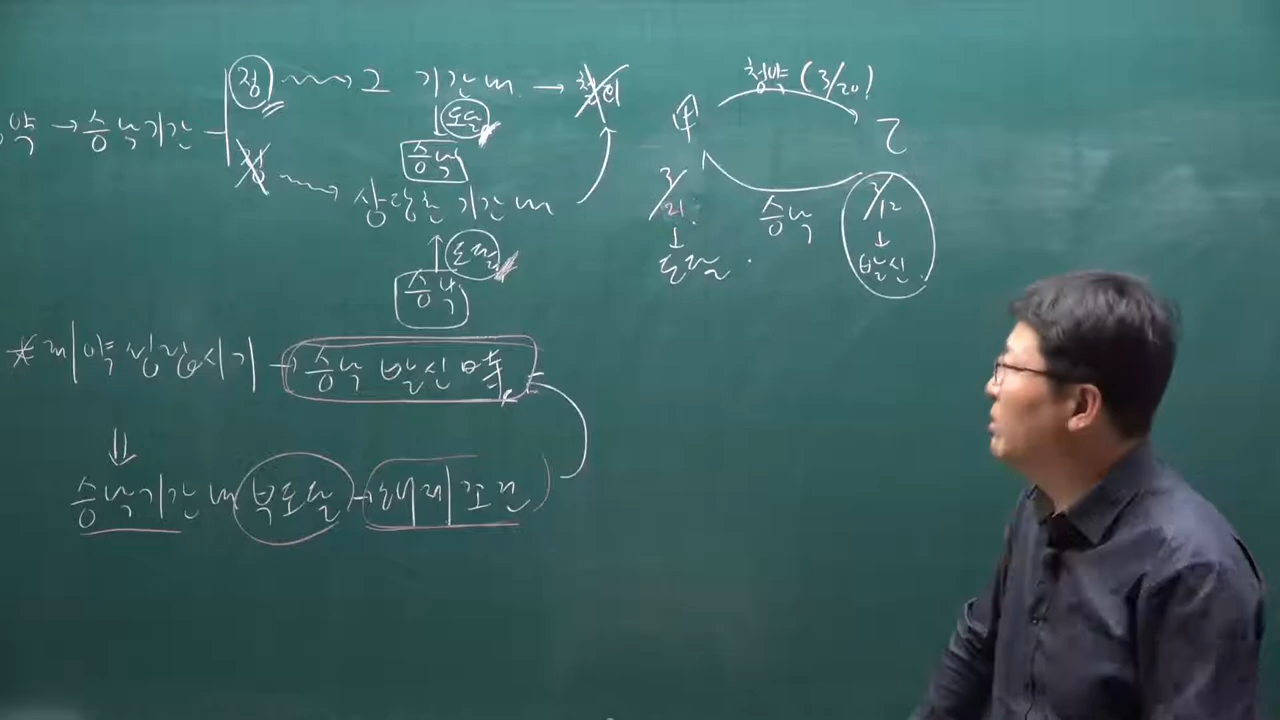 약 → 승낙기간
정 → 그 기간내 → 철회
도달
승낙
상당한 기간내
도달
승낙
* 계약성립시기 → 승낙 발신 때
⇓
승낙기간내 부도달 → 해제조건)
청약 (3/20)
甲 乙
3/21 ↓ 도달
승낙
3/12 ↓ 발신